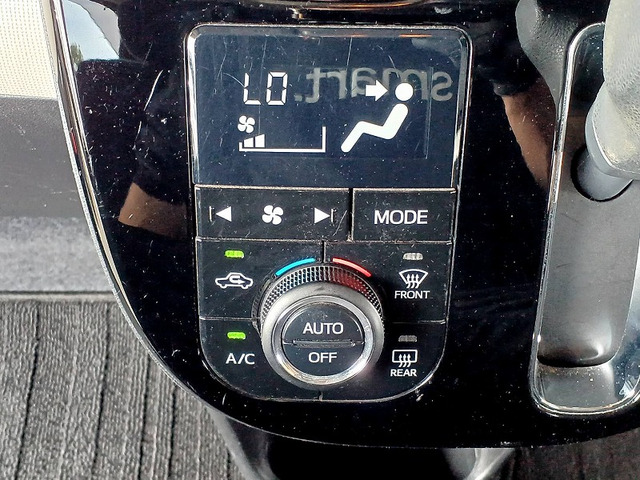 LO
smart.
MODE
FRONT
AUTO
OFF
A/C
REAR